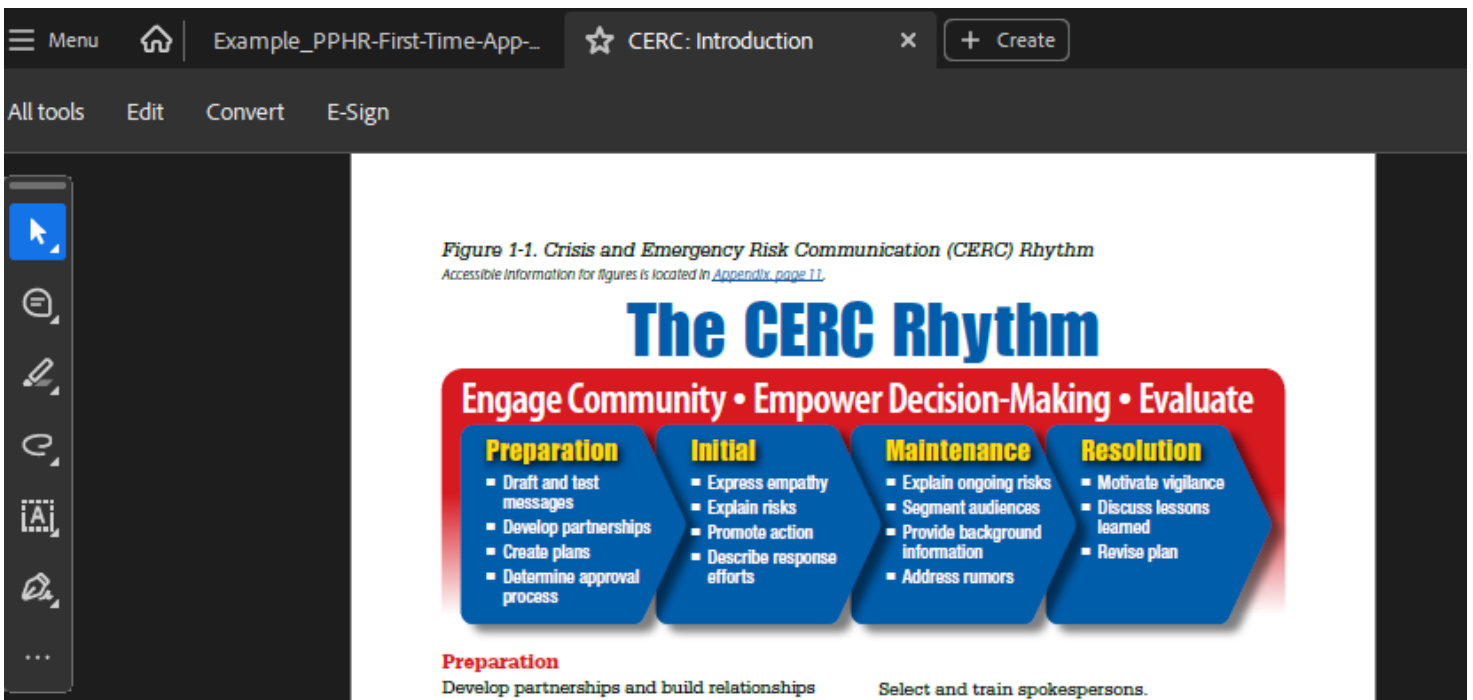 Menu
Example_PPHR-First-Time-App-...
CERC: Introduction
Create
All tools
Edit
Convert
E-Sign
Figure 1-1. Crisis and Emergency Risk Communication (CERC) Rhythm
Accessible information for figures is located in Appendix, page 11.
The CERC Rhythm
Engage Community • Empower Decision-Making • Evaluate
Preparation
▪ Draft and test
messages
▪ Develop partnerships
▪ Create plans
▪ Determine approval
process
Initial
▪ Express empathy
▪ Explain risks
▪ Promote action
▪ Describe response
efforts
Maintenance
▪ Explain ongoing risks
▪ Segment audiences
▪ Provide background
information
▪ Address rumors
Resolution
▪ Motivate vigilance
▪ Discuss lessons
learned
▪ Revise plan
Preparation
Develop partnerships and build relationships
Select and train spokespersons.